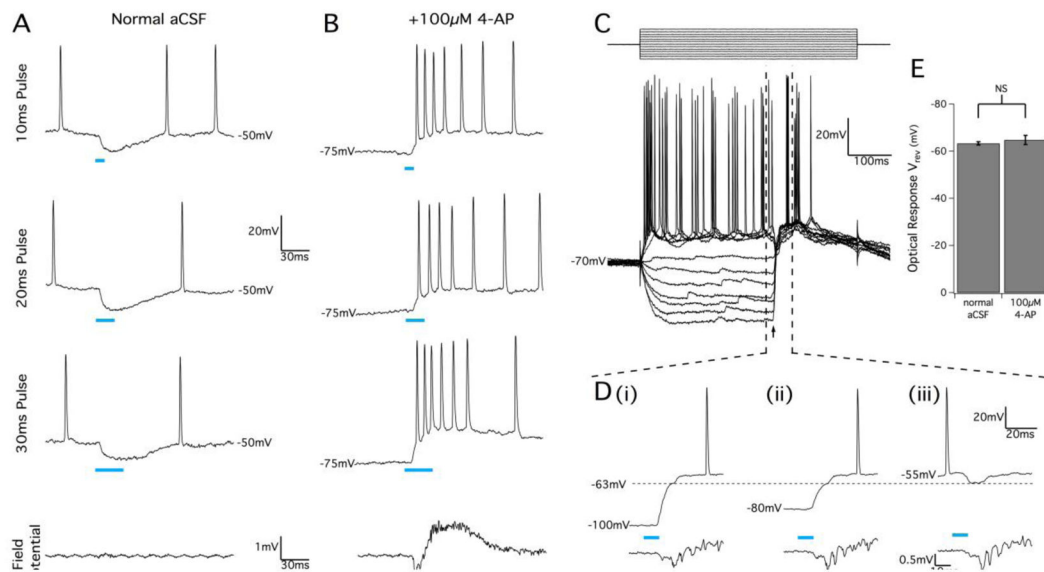 A
Normal aCSF
B
+100µM 4-AP
C
E
10ms Pulse
-50mV
-75mV
20ms Pulse
20mV
30ms
-50mV
-75mV
30ms Pulse
-50mV
-75mV
Field
Potential
1mV
30ms
-70mV
20mV
100ms
NS
Optical Response Vrev (mV)
-80
-60
-40
-20
0
normal
aCSF
100µM
4-AP
D
(i)
(ii)
(iii)
20mV
20ms
-63mV
-100mV
-80mV
-55mV
0.5mV